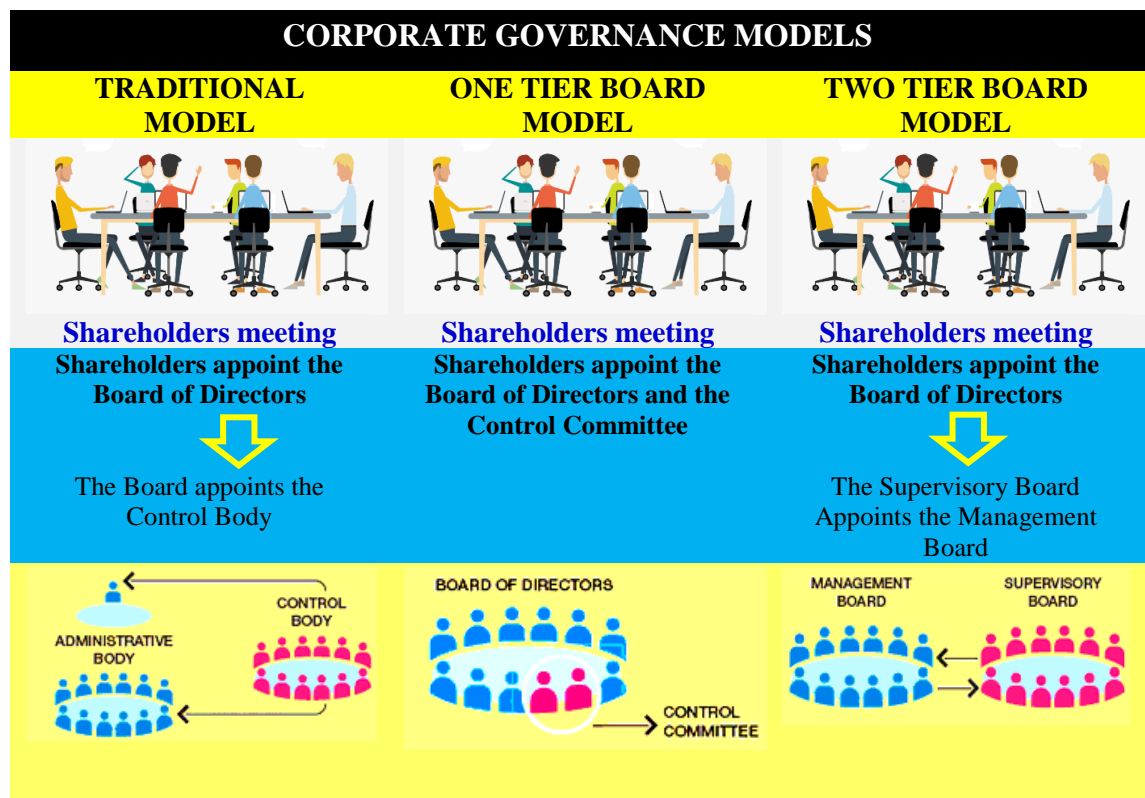 CORPORATE GOVERNANCE MODELS
TRADITIONAL
MODEL
ONE TIER BOARD
MODEL
TWO TIER BOARD
MODEL
Shareholders meeting
Shareholders appoint the
Board of Directors
The Board appoints the
Control Body
Shareholders meeting
Shareholders appoint the
Board of Directors and the
Control Committee
Shareholders meeting
Shareholders appoint the
Board of Directors
The Supervisory Board
Appoints the Management
Board
CONTROL
BODY
ADMINISTRATIVE
BODY
BOARD OF DIRECTORS
CONTROL
COMMITTEE
MANAGEMENT
BOARD
SUPERVISORY
BOARD